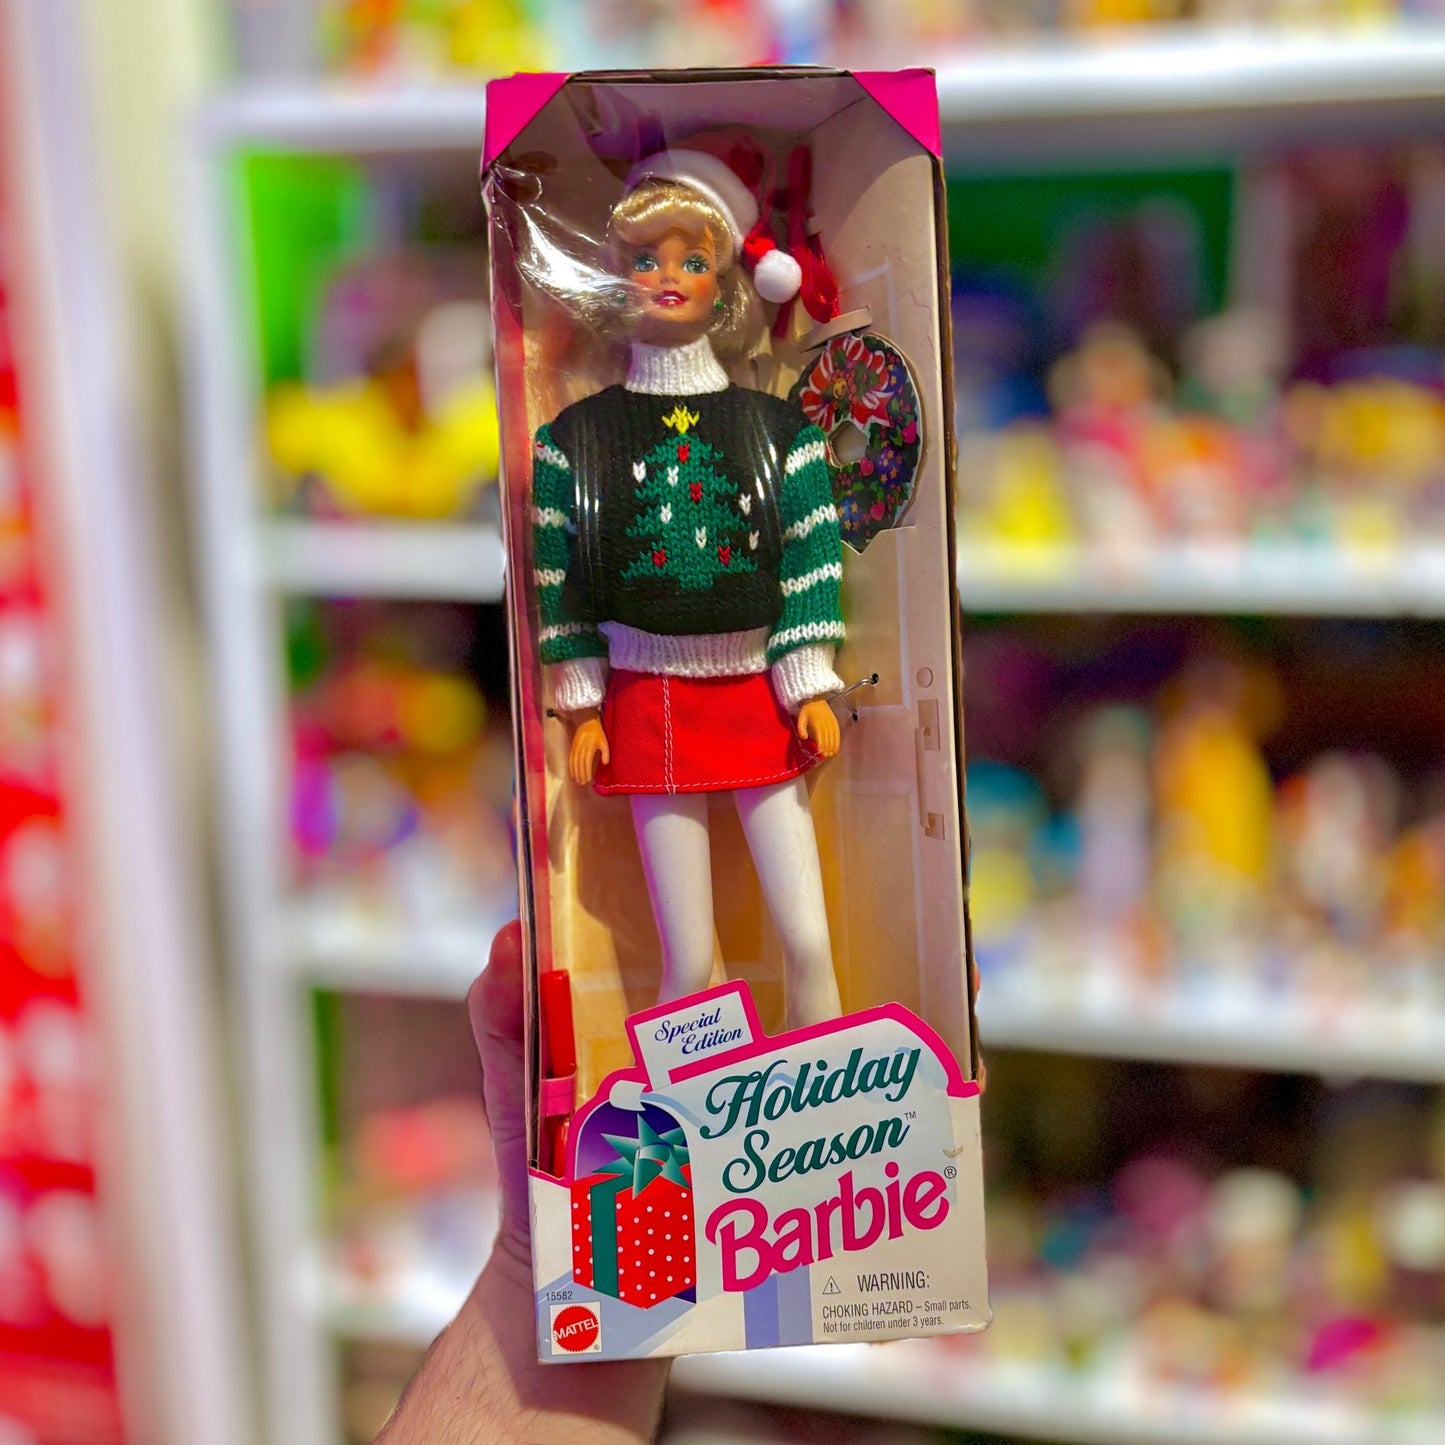 Special
Edition
Holiday
Season™
Barbie®
15582
MATTEL
®
⚠ WARNING:
CHOKING HAZARD – Small parts.
Not for children under 3 years.